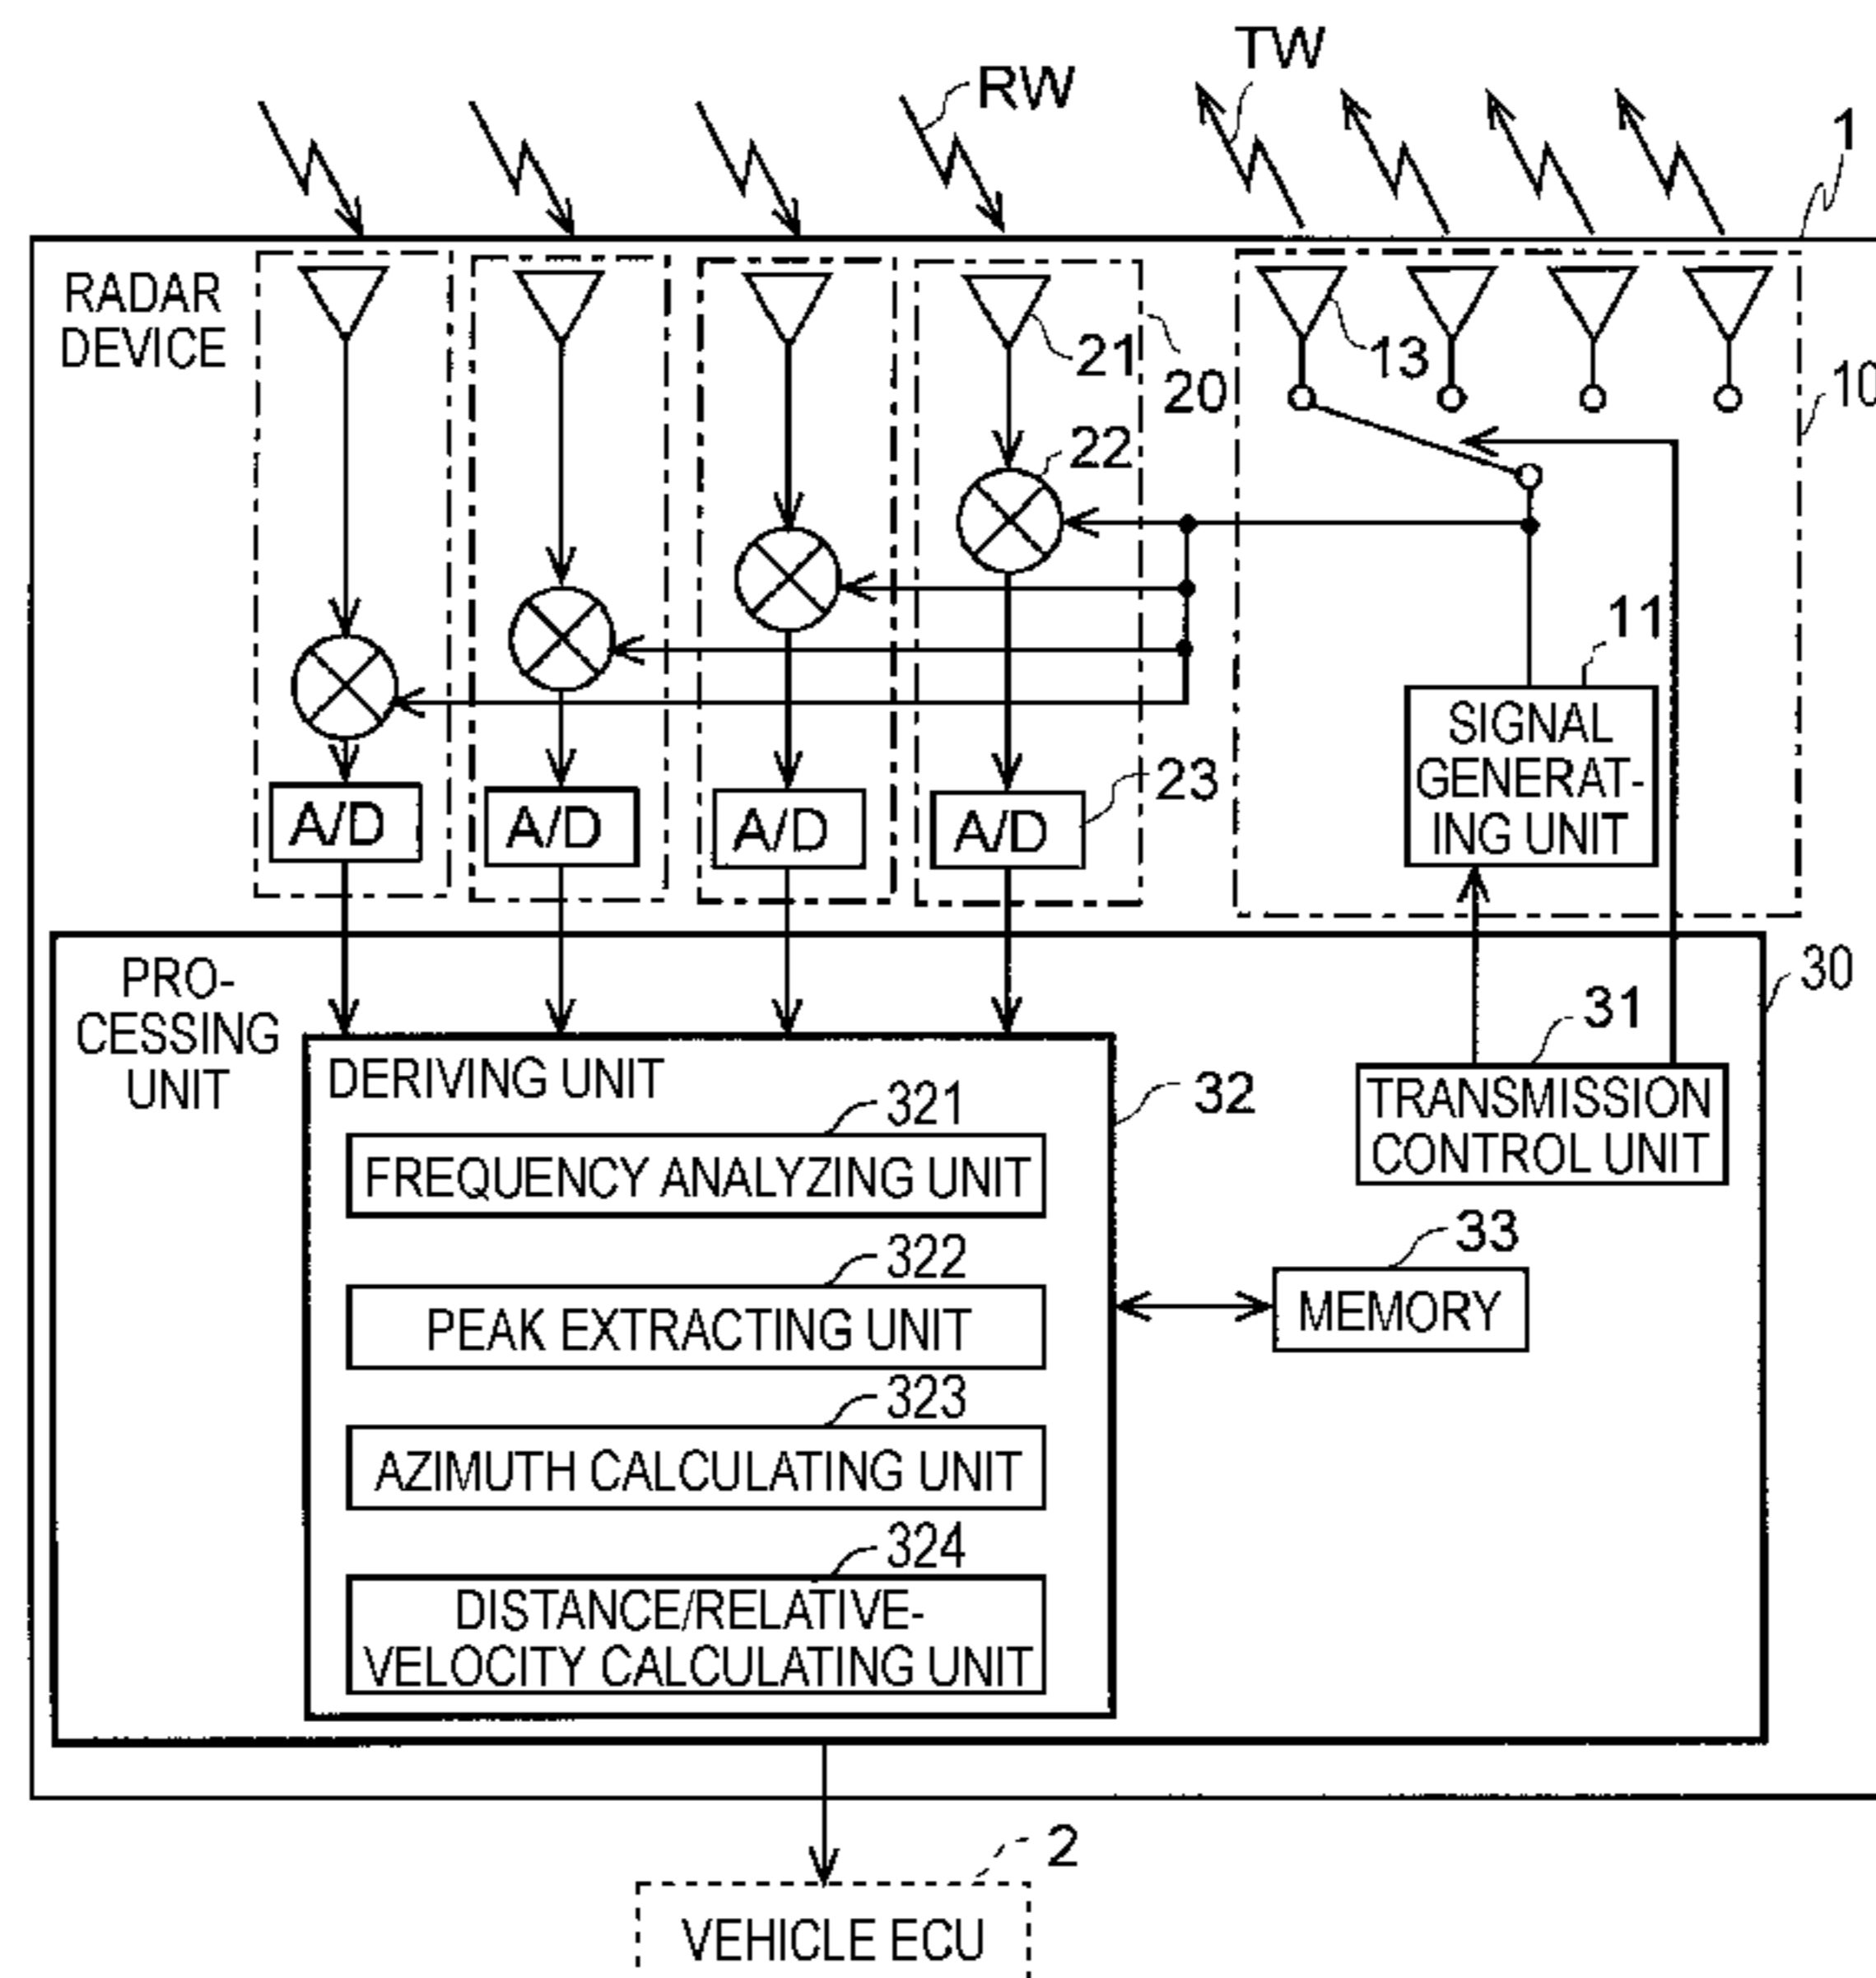 TW
RW
1
RADAR
DEVICE
21
20
13
10
22
11
SIGNAL
GENERAT-
ING UNIT
23
A/D
A/D
A/D
A/D
PRO-
CESSING
UNIT
30
31
TRANSMISSION
CONTROL UNIT
DERIVING UNIT
32
321
FREQUENCY ANALYZING UNIT
322
PEAK EXTRACTING UNIT
33
MEMORY
323
AZIMUTH CALCULATING UNIT
324
DISTANCE/RELATIVE-
VELOCITY CALCULATING UNIT
2
VEHICLE ECU